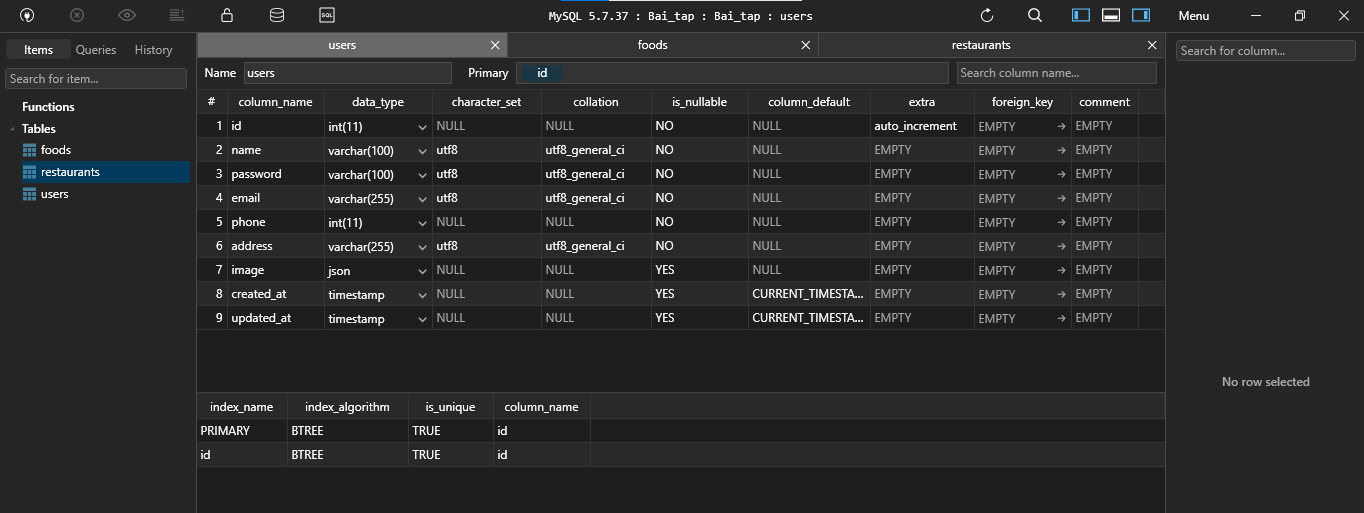 MySQL 5.7.37 : Bai_tap : Bai_tap : users
Menu
Items Queries History
Search for item...
Functions
Tables
foods
restaurants
users
users foods restaurants
Name users Primary id Search column name...
# column_name data_type character_set collation is_nullable column_default extra foreign_key comment
1 id int(11) NULL NULL NO NULL auto_increment EMPTY EMPTY
2 name varchar(100) utf8 utf8_general_ci NO NULL EMPTY EMPTY EMPTY
3 password varchar(100) utf8 utf8_general_ci NO NULL EMPTY EMPTY EMPTY
4 email varchar(255) utf8 utf8_general_ci NO NULL EMPTY EMPTY EMPTY
5 phone int(11) NULL NULL NO NULL EMPTY EMPTY EMPTY
6 address varchar(255) utf8 utf8_general_ci NO NULL EMPTY EMPTY EMPTY
7 image json NULL NULL YES NULL EMPTY EMPTY EMPTY
8 created_at timestamp NULL NULL YES CURRENT_TIMESTA... EMPTY EMPTY EMPTY
9 updated_at timestamp NULL NULL YES CURRENT_TIMESTA... EMPTY EMPTY EMPTY
index_name index_algorithm is_unique column_name
PRIMARY BTREE TRUE id
id BTREE TRUE id
Search for column...
No row selected
SQL